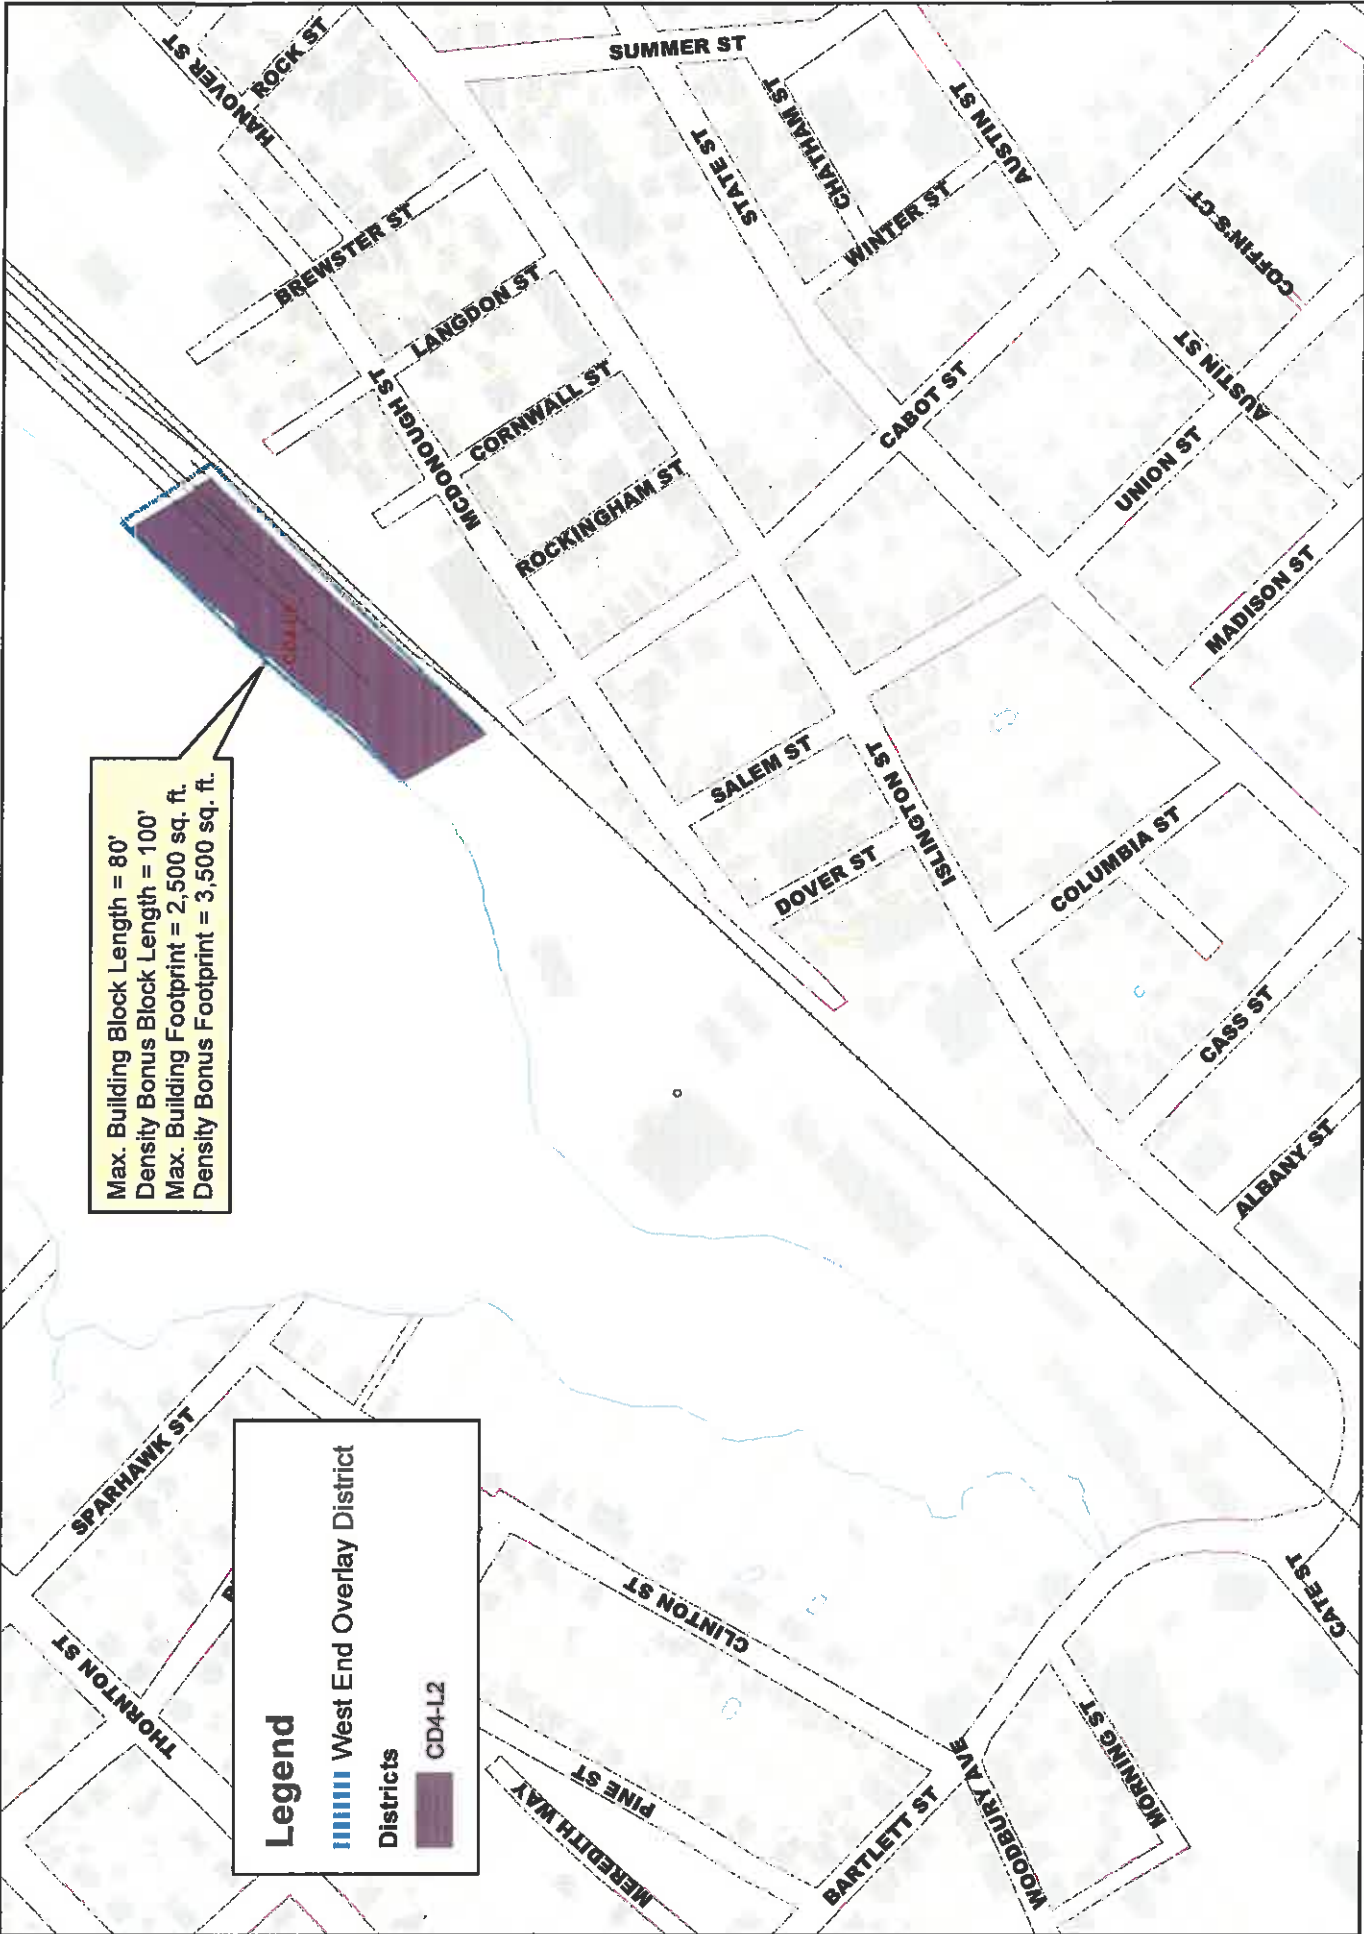 Max. Building Block Length = 80'
Density Bonus Block Length = 100'
Max. Building Footprint = 2,500 sq. ft.
Density Bonus Footprint = 3,500 sq. ft.
Legend
West End Overlay District
Districts
CD4-L2
SPARHAWK ST
THORNTON ST
MEREDITH WAY
PINE ST
CLINTON ST
BARTLETT ST
WOODBURY AVE
MORNING ST
CATE ST
HANOVER ST
ROCK ST
BREWSTER ST
LANGDON ST
MCDONOUGH ST
CORNWALL ST
ROCKINGHAM ST
SALEM ST
DOVER ST
ISLINGTON ST
SUMMER ST
STATE ST
CHATHAM ST
WINTER ST
AUSTIN ST
CABOT ST
COFFIN'S CT
AUSTIN ST
UNION ST
MADISON ST
COLUMBIA ST
CASS ST
ALBANY ST